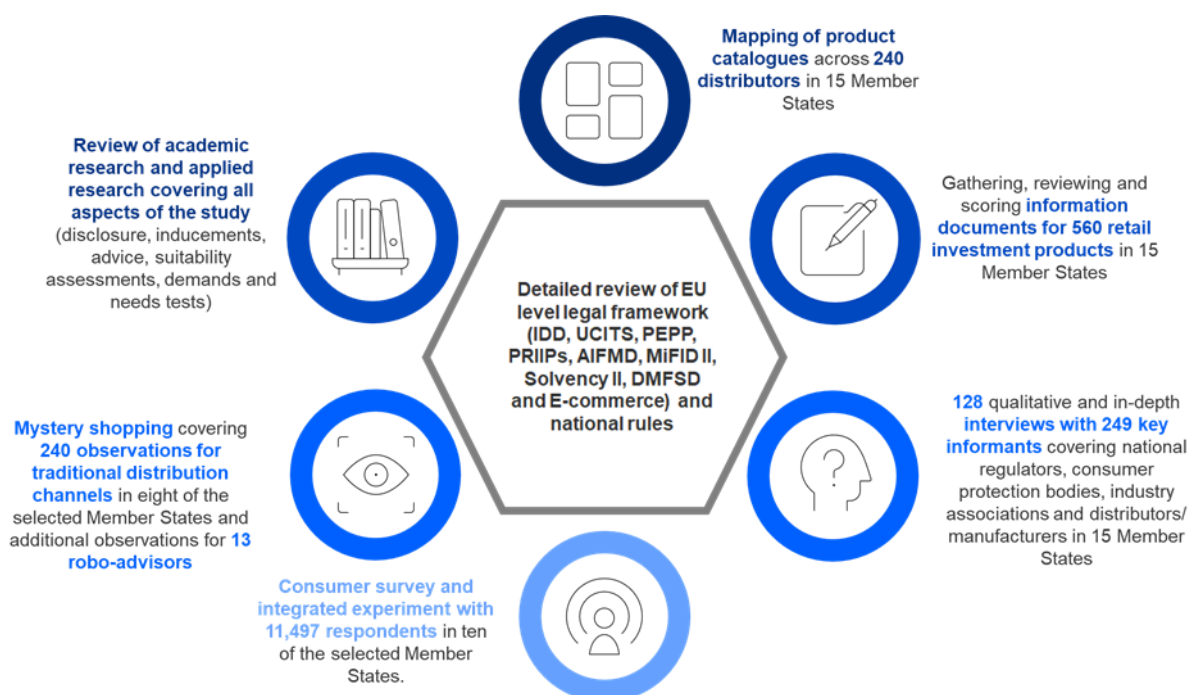 Mapping of product
catalogues across 240
distributors in 15 Member
States
Review of academic
research and applied
research covering all
aspects of the study
(disclosure, inducements,
advice, suitability
assessments, demands and
needs tests)
Gathering, reviewing and
scoring information
documents for 560 retail
investment products in 15
Member States
Detailed review of EU
level legal framework
(IDD, UCITS, PEPP,
PRIIPs, AIFMD, MiFID II,
Solvency II, DMFSD
and E-commerce) and
national rules
Mystery shopping covering
240 observations for
traditional distribution
channels in eight of the
selected Member States and
additional observations for 13
robo-advisors
128 qualitative and in-depth
interviews with 249 key
informants covering national
regulators, consumer
protection bodies, industry
associations and distributors/
manufacturers in 15 Member
States
Consumer survey and
integrated experiment with
11,497 respondents in ten
of the selected Member
States.